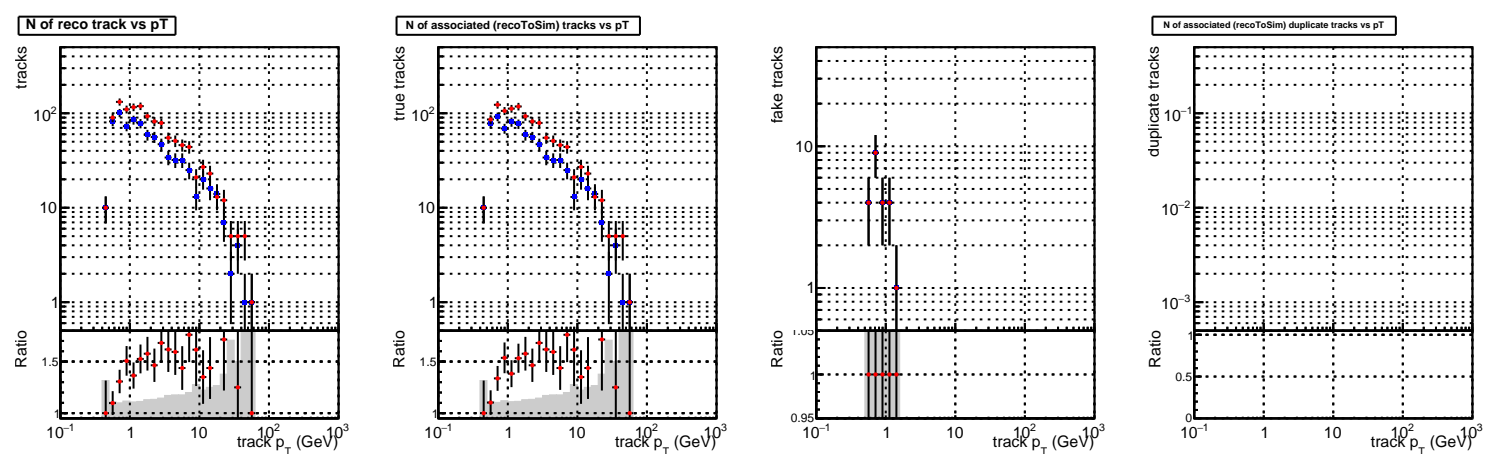 N of reco track vs pT
tracks
10²
10
1
Ratio
1.5
1
10⁻¹ 1 10 10² 10³
track p_T (GeV)
N of associated (recoToSim) tracks vs pT
true tracks
10²
10
1
Ratio
1.5
1
10⁻¹ 1 10 10² 10³
track p_T (GeV)
fake tracks
10
1
Ratio
1.05
1
0.95
10⁻¹ 1 10 10² 10³
track p_T (GeV)
N of associated (recoToSim) duplicate tracks vs pT
duplicate tracks
10⁻¹
10⁻²
10⁻³
Ratio
1
0.5
0
10⁻¹ 1 10 10² 10³
track p_T (GeV)